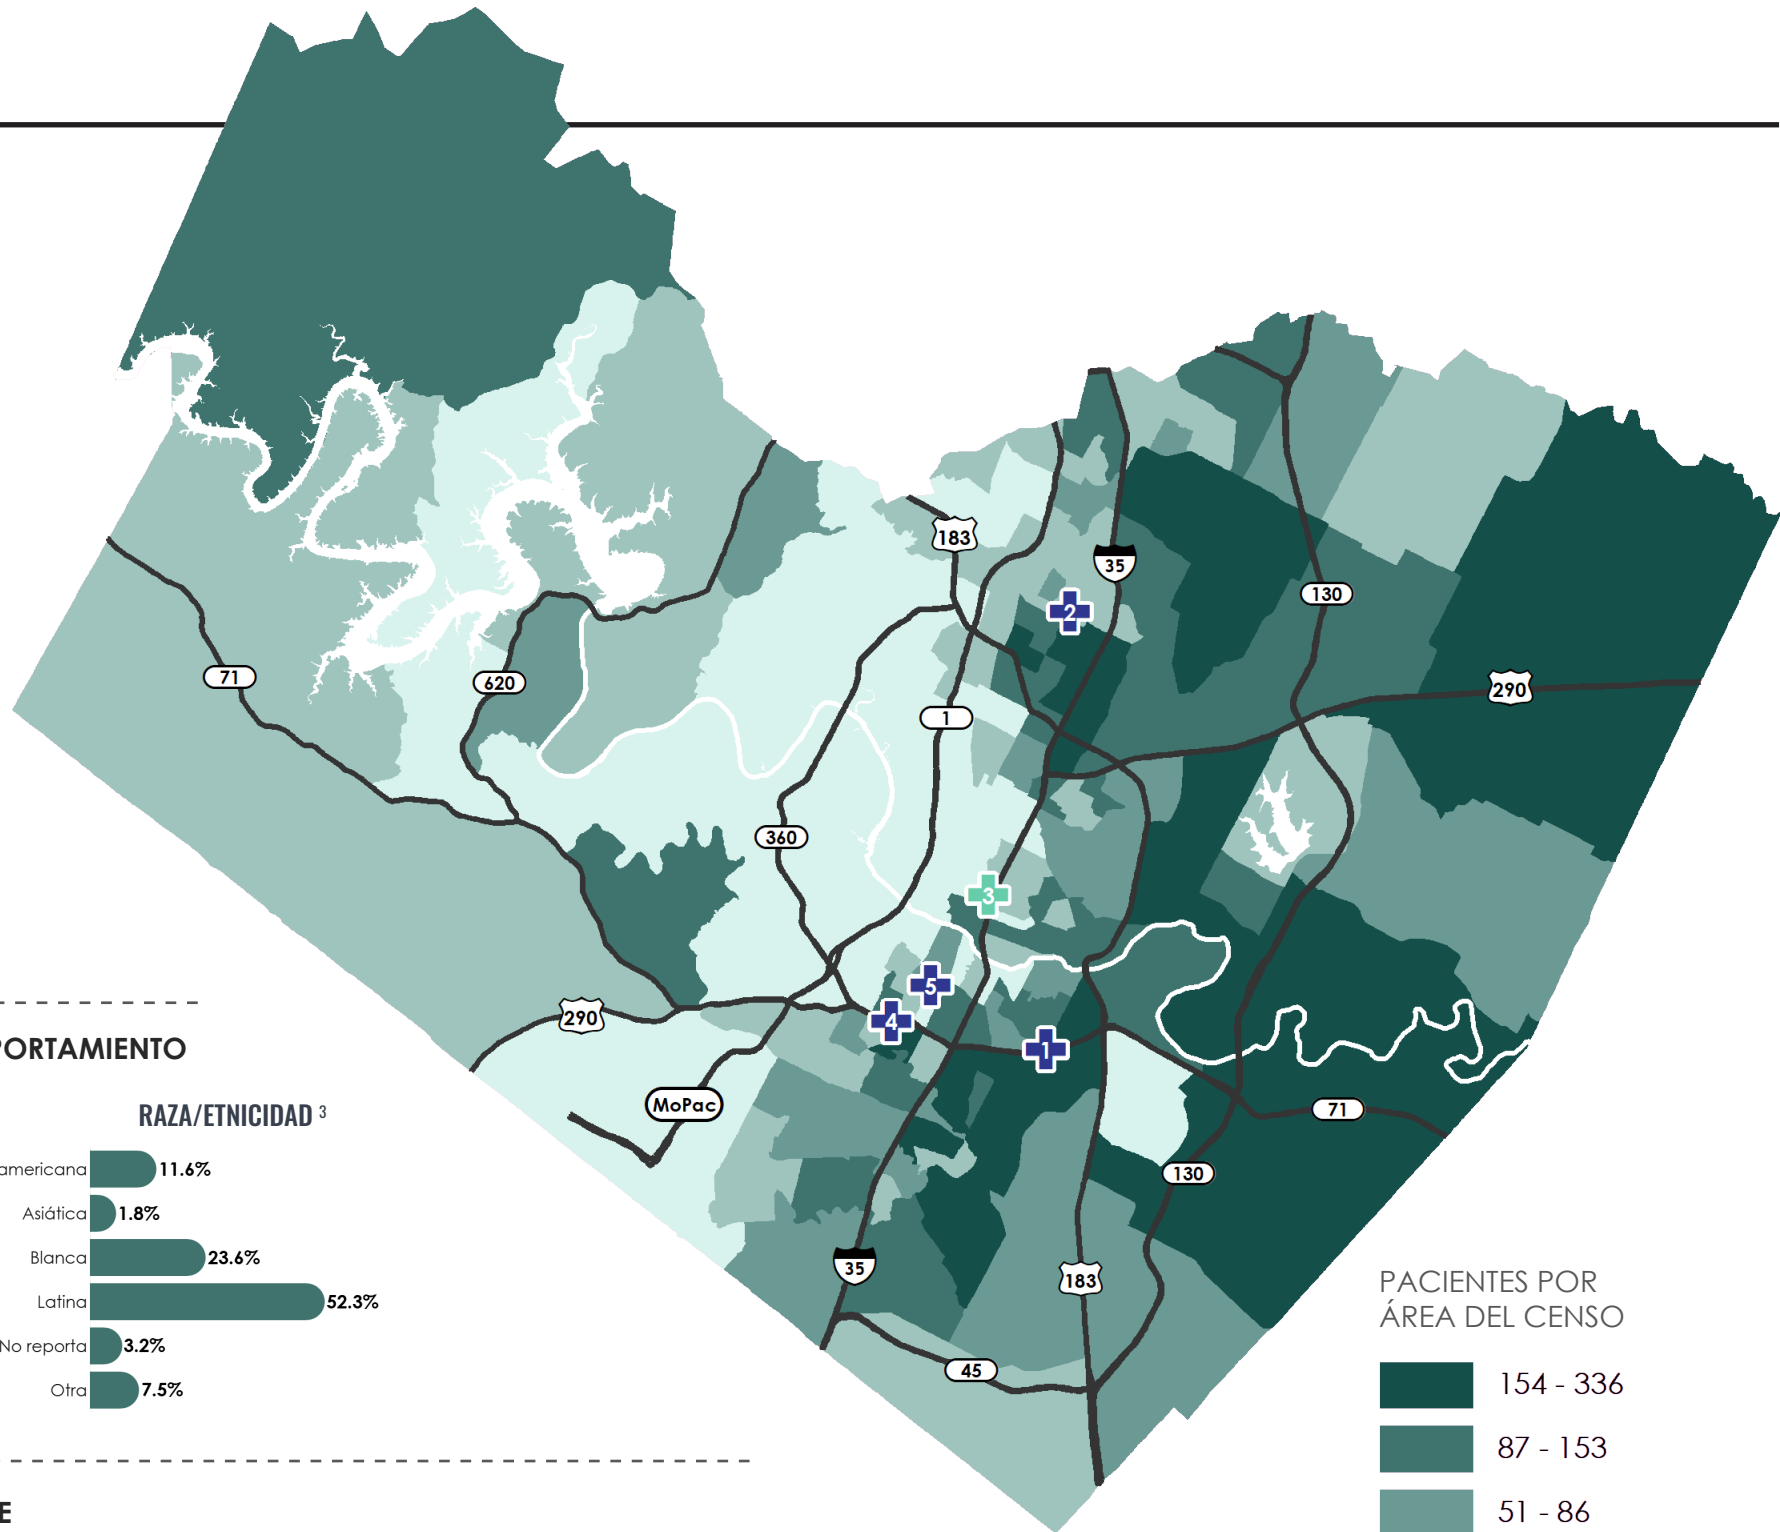 183
35
2
130
71
620
290
1
360
3
5
4
290
1
PORTAMIENTO
MoPac
71
RAZA/ETNICIDAD 3
americana 11.6%
130
Asiática 1.8%
Blanca 23.6%
35
183
Latina 52.3%
PACIENTES POR
ÁREA DEL CENSO
No reporta 3.2%
45
Otra 7.5%
154 - 336
87 - 153
51 - 86
E